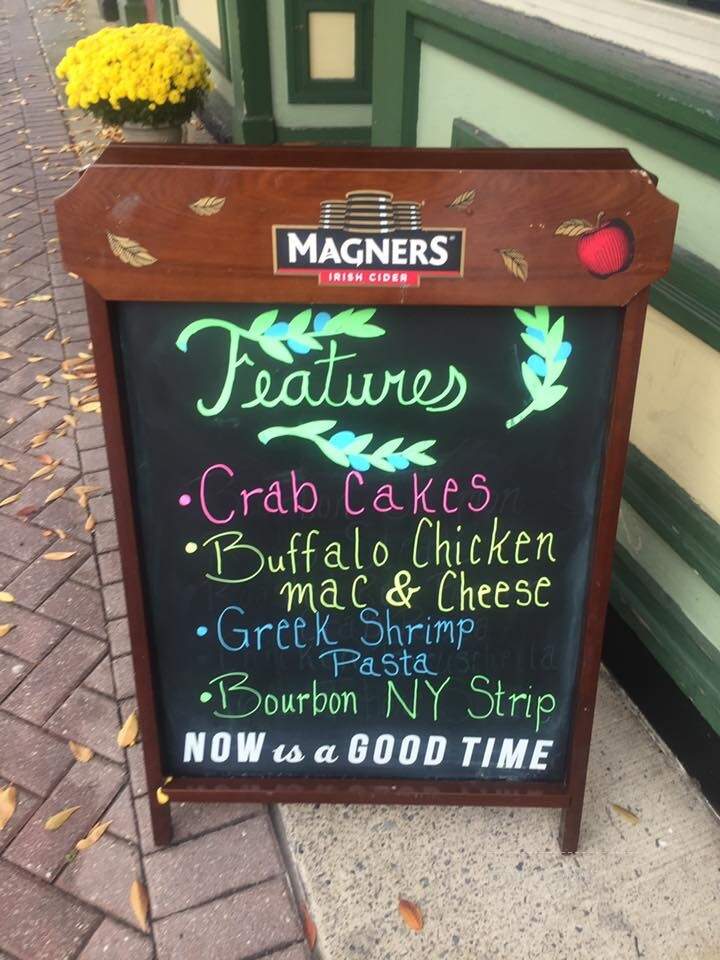 MAGNERS
IRISH CIDER
Features
•Crab Cakes
•Buffalo Chicken
mac & Cheese
•Greek Shrimp
Pasta
•Bourbon NY Strip
NOW is a GOOD TIME